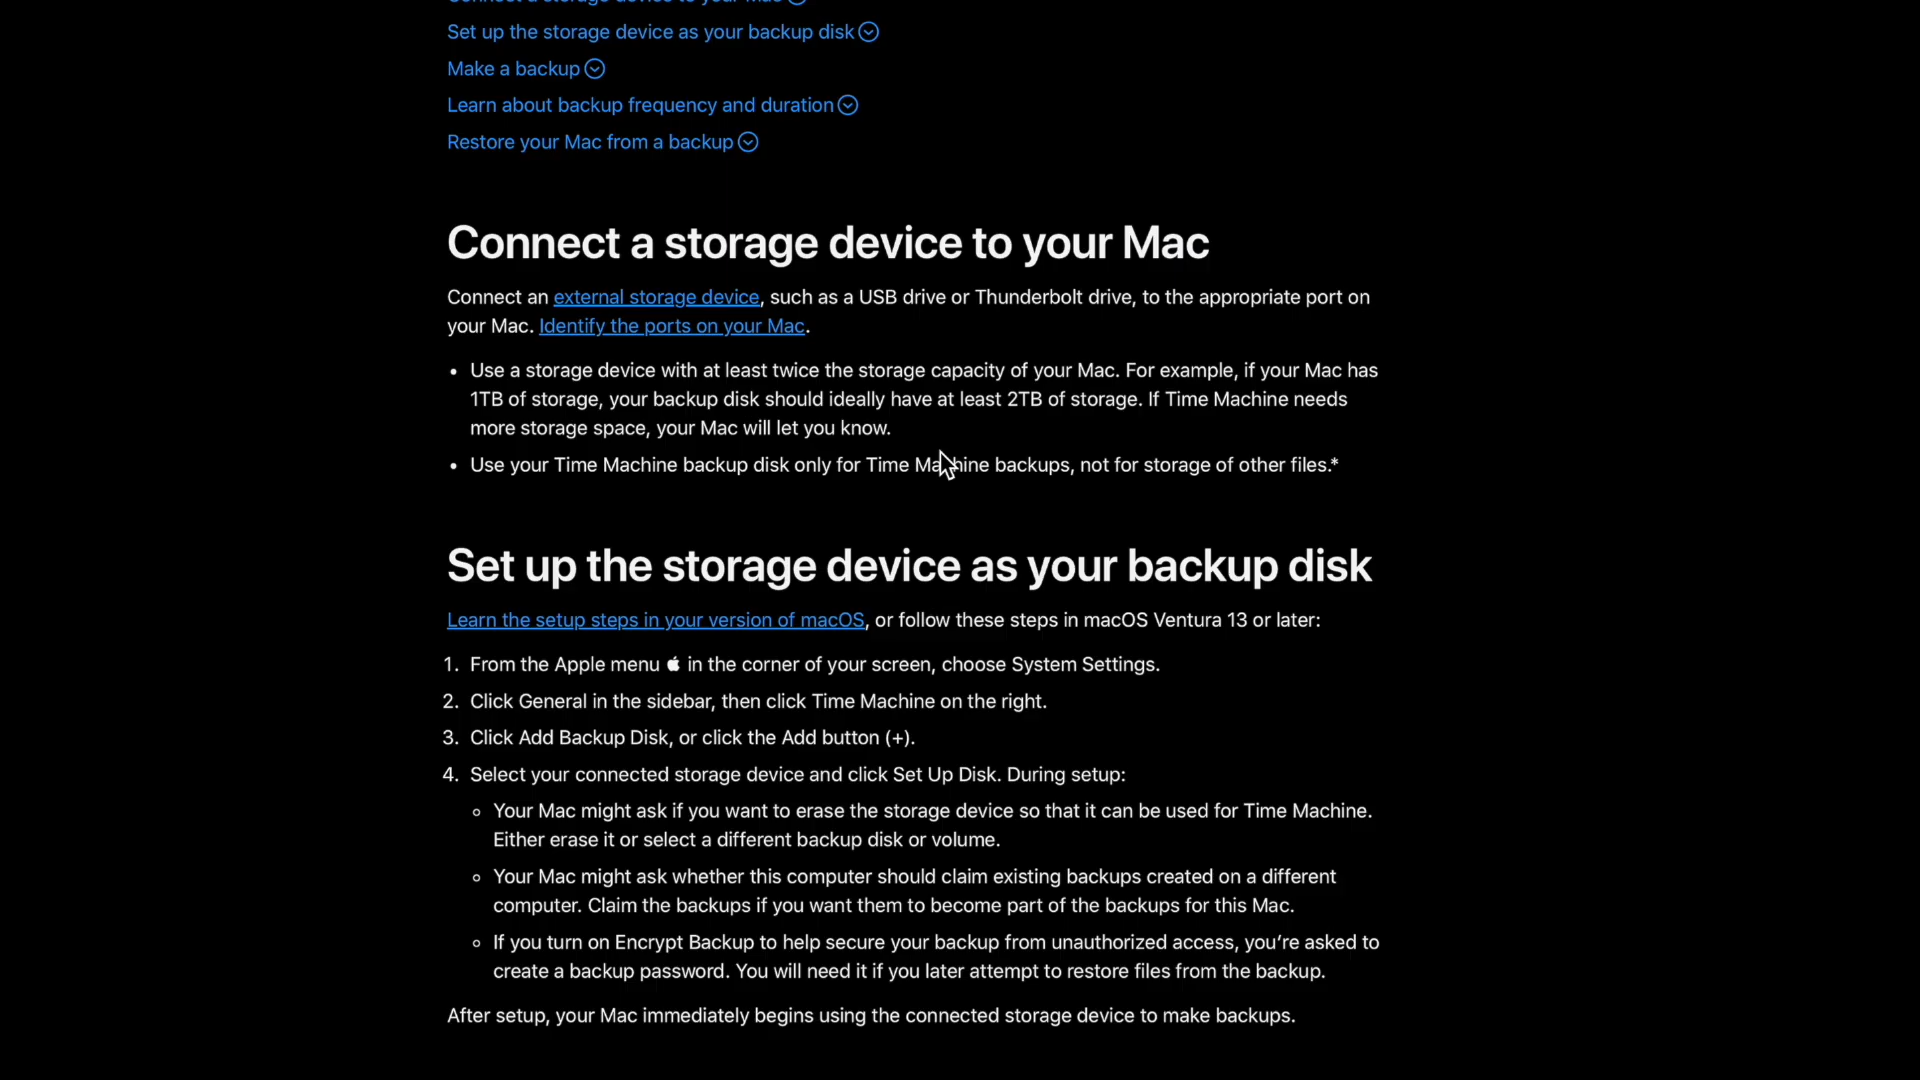 Connect a storage device to your Mac
Set up the storage device as your backup disk
Make a backup
Learn about backup frequency and duration
Restore your Mac from a backup
Connect a storage device to your Mac
Connect an external storage device, such as a USB drive or Thunderbolt drive, to the appropriate port on
your Mac. Identify the ports on your Mac.
• Use a storage device with at least twice the storage capacity of your Mac. For example, if your Mac has
1TB of storage, your backup disk should ideally have at least 2TB of storage. If Time Machine needs
more storage space, your Mac will let you know.
• Use your Time Machine backup disk only for Time Machine backups, not for storage of other files.*
Set up the storage device as your backup disk
Learn the setup steps in your version of macOS, or follow these steps in macOS Ventura 13 or later:
1. From the Apple menu  in the corner of your screen, choose System Settings.
2. Click General in the sidebar, then click Time Machine on the right.
3. Click Add Backup Disk, or click the Add button (+).
4. Select your connected storage device and click Set Up Disk. During setup:
◦ Your Mac might ask if you want to erase the storage device so that it can be used for Time Machine.
Either erase it or select a different backup disk or volume.
◦ Your Mac might ask whether this computer should claim existing backups created on a different
computer. Claim the backups if you want them to become part of the backups for this Mac.
◦ If you turn on Encrypt Backup to help secure your backup from unauthorized access, you’re asked to
create a backup password. You will need it if you later attempt to restore files from the backup.
After setup, your Mac immediately begins using the connected storage device to make backups.